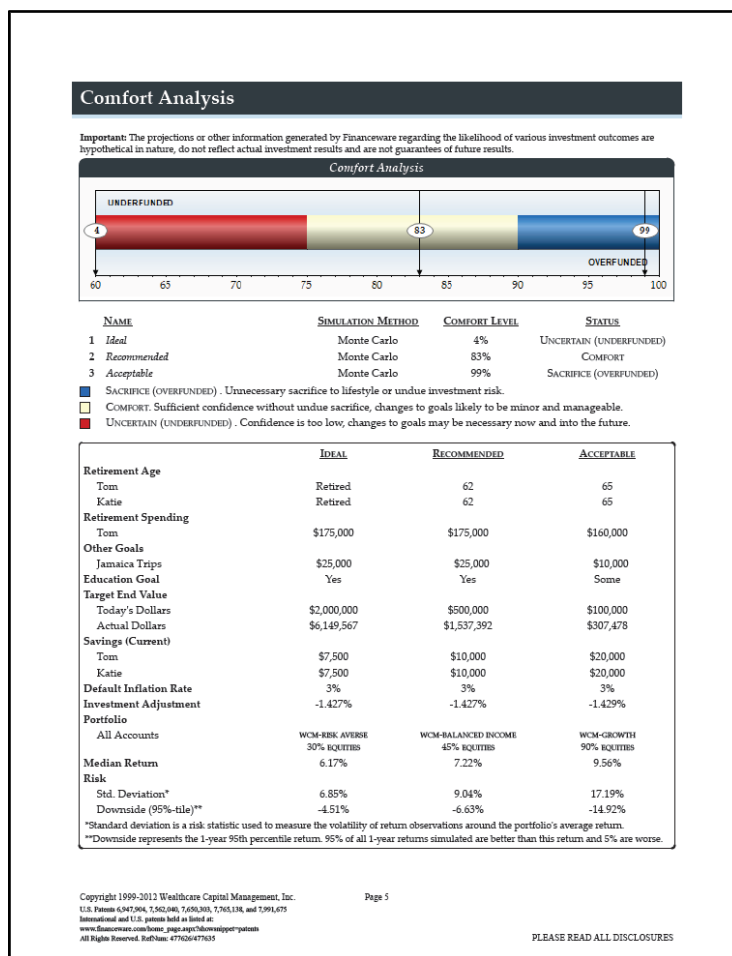 Comfort Analysis
Important: The projections or other information generated by Financeware regarding the likelihood of various investment outcomes are
hypothetical in nature, do not reflect actual investment results and are not guarantees of future results.
Comfort Analysis
UNDERFUNDED
4 83 99
OVERFUNDED
60 65 70 75 80 85 90 95 100
NAME SIMULATION METHOD COMFORT LEVEL STATUS
1 Ideal Monte Carlo 4% UNCERTAIN (UNDERFUNDED)
2 Recommended Monte Carlo 83% COMFORT
3 Acceptable Monte Carlo 99% SACRIFICE (OVERFUNDED)
SACRIFICE (OVERFUNDED) . Unnecessary sacrifice to lifestyle or undue investment risk.
COMFORT. Sufficient confidence without undue sacrifice, changes to goals likely to be minor and manageable.
UNCERTAIN (UNDERFUNDED) . Confidence is too low, changes to goals may be necessary now and into the future.
IDEAL RECOMMENDED ACCEPTABLE
Retirement Age
Tom Retired 62 65
Katie Retired 62 65
Retirement Spending
Tom $175,000 $175,000 $160,000
Other Goals
Jamaica Trips $25,000 $25,000 $10,000
Education Goal Yes Yes Some
Target End Value
Today's Dollars $2,000,000 $500,000 $100,000
Actual Dollars $6,149,567 $1,537,392 $307,478
Savings (Current)
Tom $7,500 $10,000 $20,000
Katie $7,500 $10,000 $20,000
Default Inflation Rate 3% 3% 3%
Investment Adjustment -1.427% -1.427% -1.429%
Portfolio
All Accounts WCM-RISK AVERSE WCM-BALANCED INCOME WCM-GROWTH
30% EQUITIES 45% EQUITIES 90% EQUITIES
Median Return 6.17% 7.22% 9.56%
Risk
Std. Deviation* 6.85% 9.04% 17.19%
Downside (95%-tile)** -4.51% -6.63% -14.92%
*Standard deviation is a risk statistic used to measure the volatility of return observations around the portfolio's average return.
**Downside represents the 1-year 95th percentile return. 95% of all 1-year returns simulated are better than this return and 5% are worse.
Copyright 1999-2012 Wealthcare Capital Management, Inc. Page 5
U.S. Patents 6,947,904, 7,562,040, 7,650,303, 7,765,138, and 7,991,675
International and U.S. patents held as listed at:
www.financeware.com/home_page.aspx?showsnippet=patents
All Rights Reserved. RefNum: 477626/477635 PLEASE READ ALL DISCLOSURES